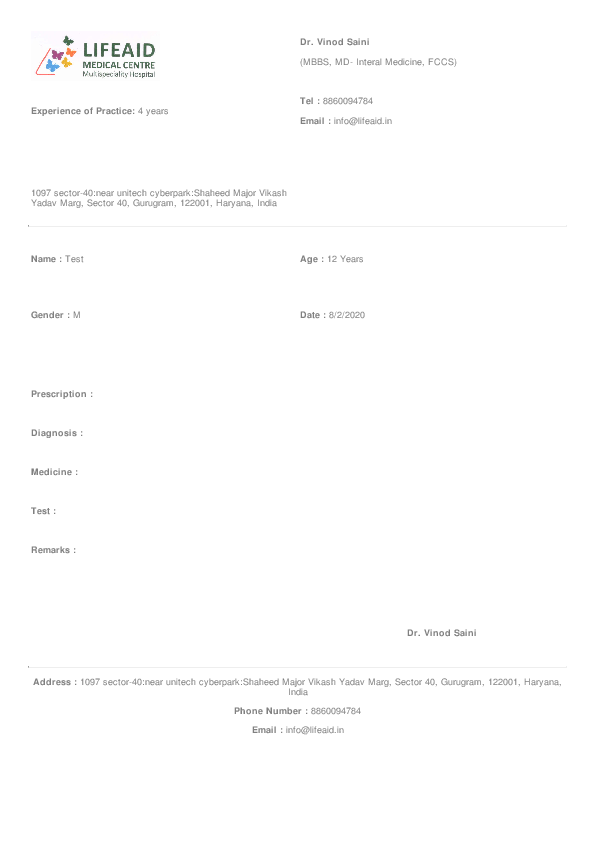 LIFEAID
MEDICAL CENTRE
Multispeciality Hospital
Dr. Vinod Saini
(MBBS, MD- Interal Medicine, FCCS)
Tel : 8860094784
Experience of Practice: 4 years
Email : info@lifeaid.in
1097 sector-40:near unitech cyberpark:Shaheed Major Vikash
Yadav Marg, Sector 40, Gurugram, 122001, Haryana, India
Name : Test
Age : 12 Years
Gender : M
Date : 8/2/2020
Prescription :
Diagnosis :
Medicine :
Test :
Remarks :
Dr. Vinod Saini
Address : 1097 sector-40:near unitech cyberpark:Shaheed Major Vikash Yadav Marg, Sector 40, Gurugram, 122001, Haryana,
India
Phone Number : 8860094784
Email : info@lifeaid.in